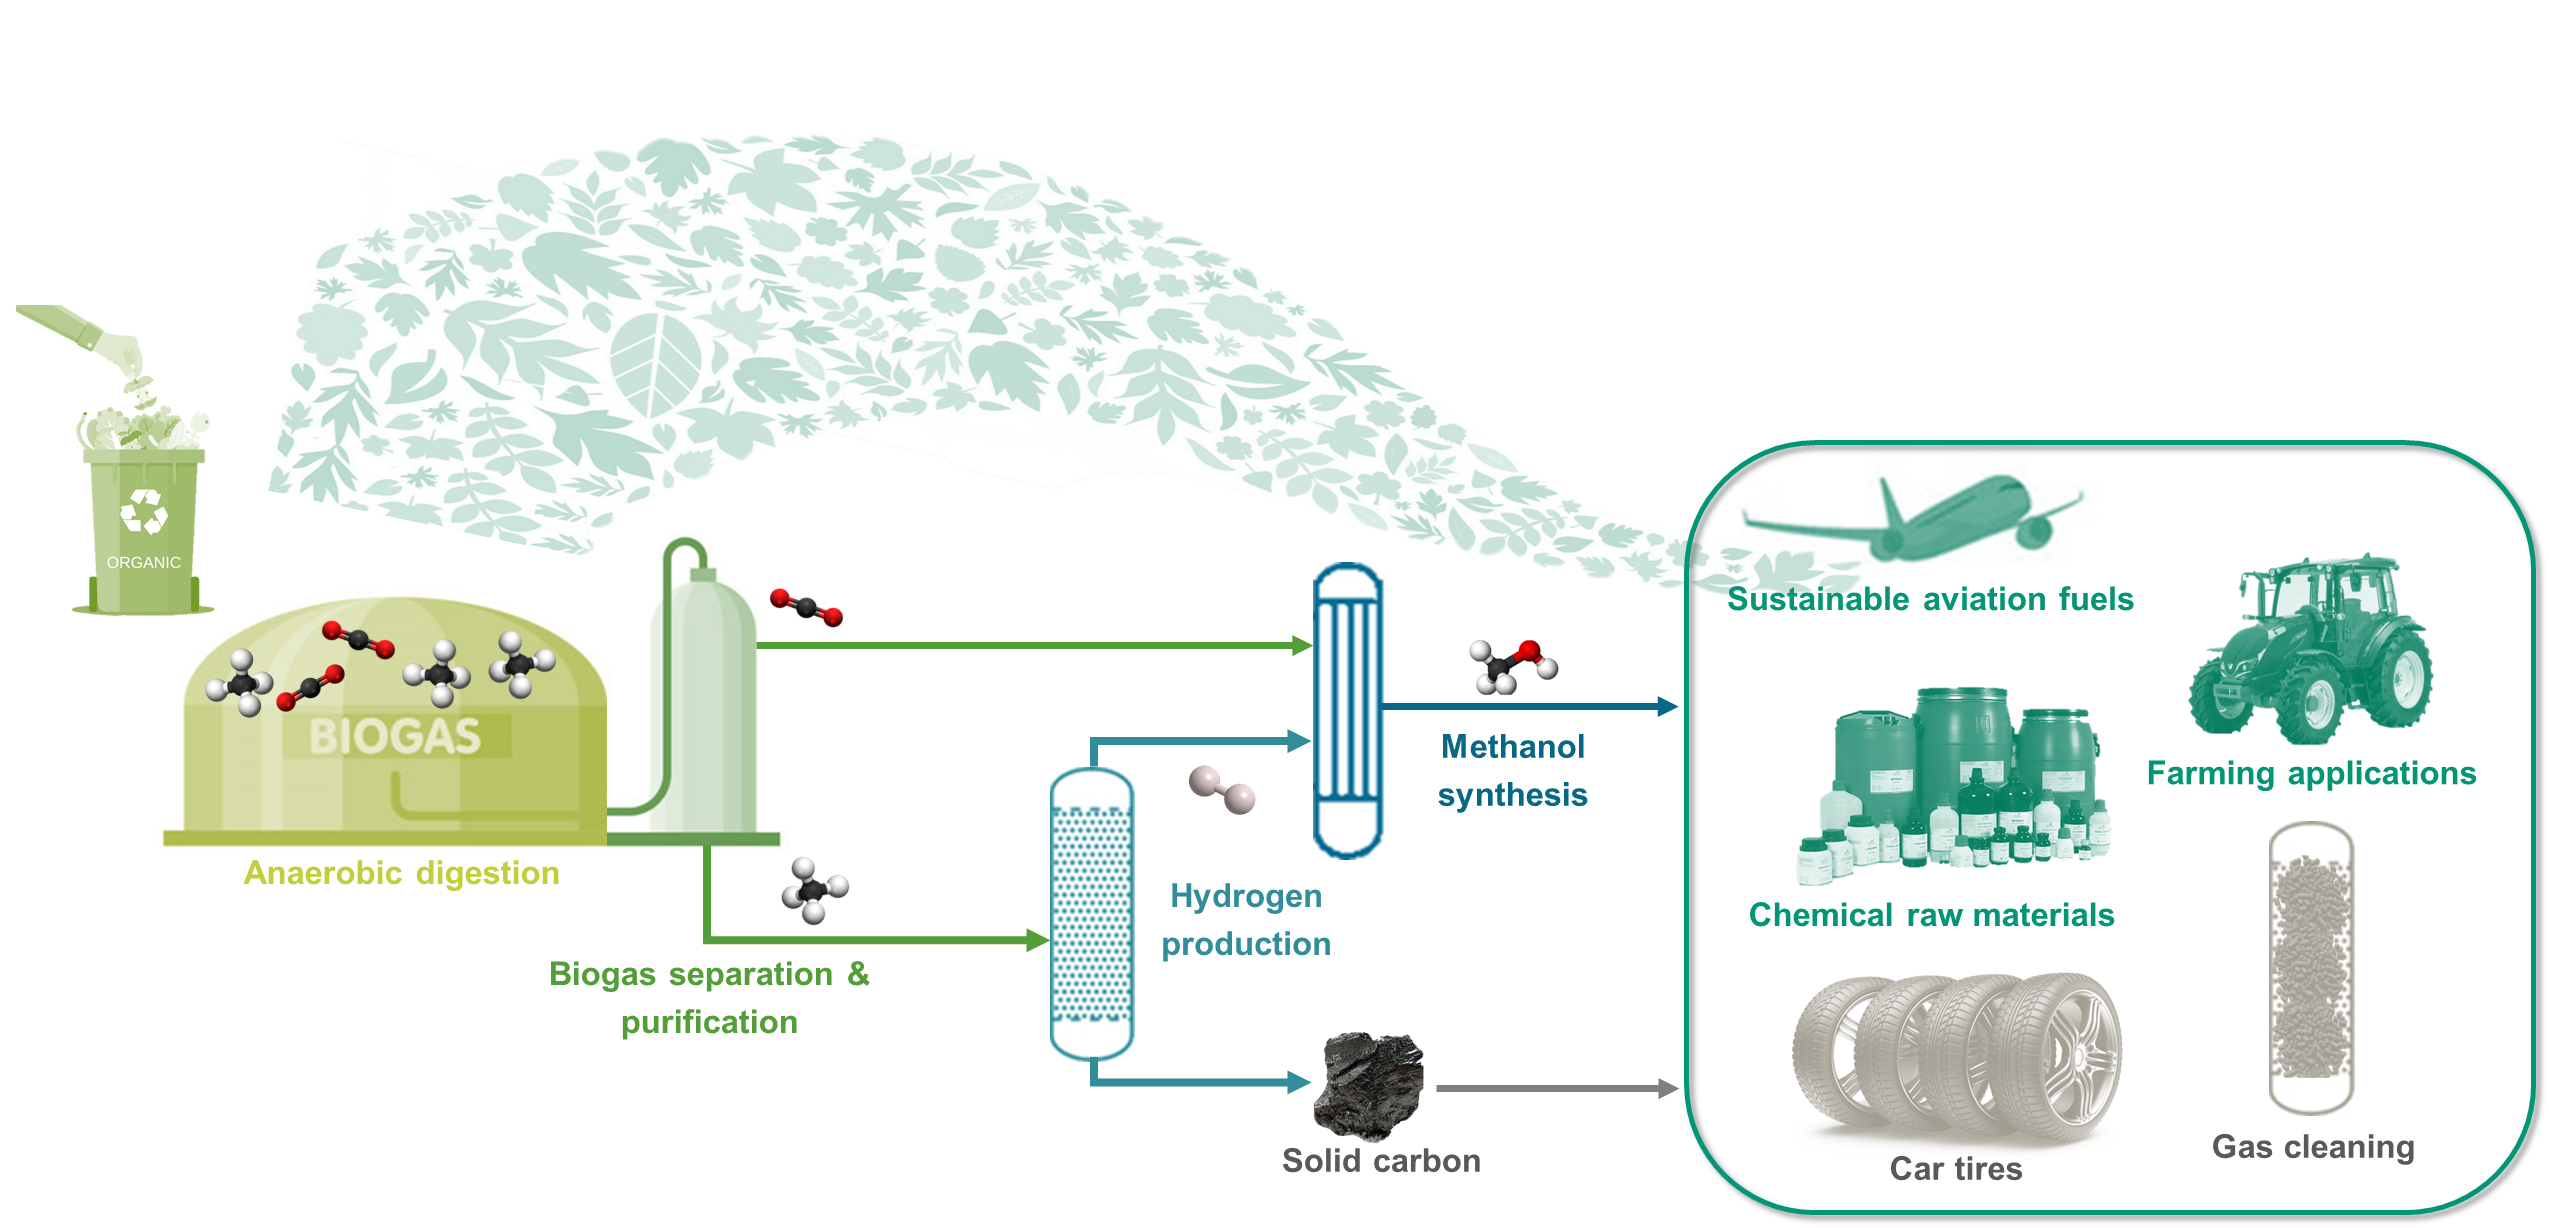 ORGANIC
BIOGAS
Anaerobic digestion
Biogas separation &
purification
Hydrogen
production
Methanol
synthesis
Solid carbon
Sustainable aviation fuels
Farming applications
Chemical raw materials
Car tires
Gas cleaning